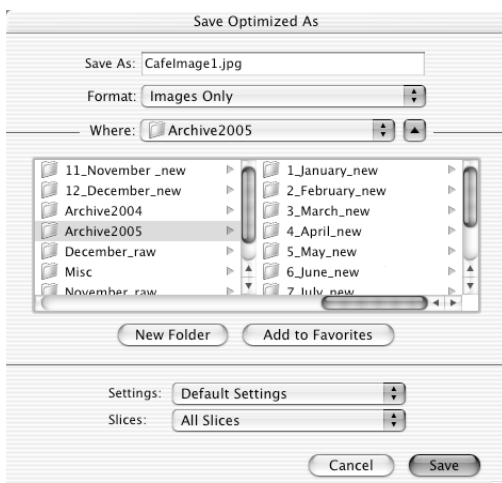 Save Optimized As
Save As: CafeImage1.jpg
Format: Images Only
Where: Archive2005
11_November _new
12_December_new
Archive2004
Archive2005
December_raw
Misc
November_raw
1_January_new
2_February_new
3_March_new
4_April_new
5_May_new
6_June_new
7_July_new
New Folder
Add to Favorites
Settings: Default Settings
Slices: All Slices
Cancel
Save